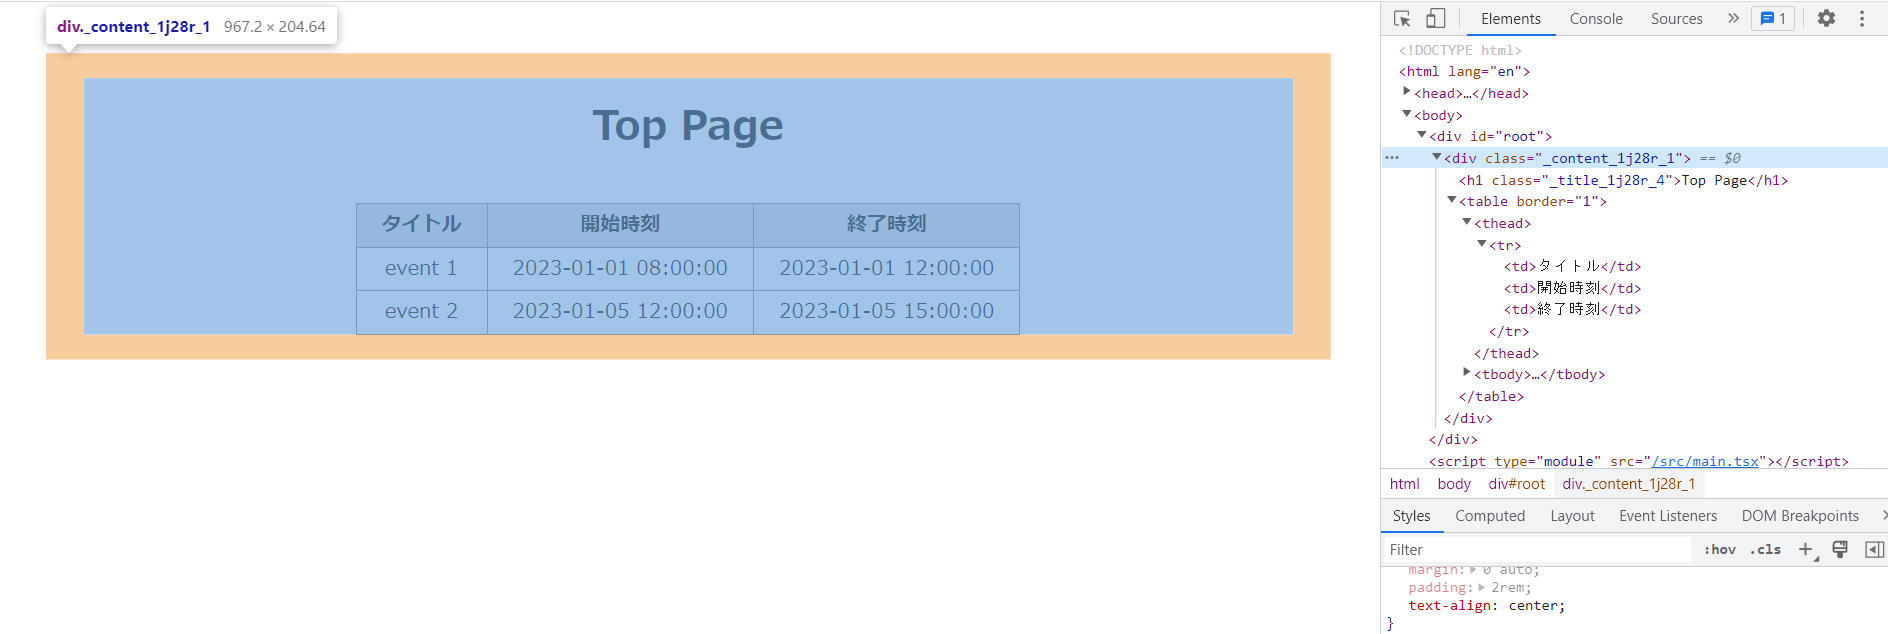 div._content_1j28r_1 967.2 × 204.64
Top Page
タイトル 開始時刻 終了時刻
event 1 2023-01-01 08:00:00 2023-01-01 12:00:00
event 2 2023-01-05 12:00:00 2023-01-05 15:00:00
Elements Console Sources » 1
<!DOCTYPE html>
<html lang="en">
<head>…</head>
<body>
<div id="root">
<div class="_content_1j28r_1"> == $0
<h1 class="_title_1j28r_4">Top Page</h1>
<table border="1">
<thead>
<tr>
<td>タイトル</td>
<td>開始時刻</td>
<td>終了時刻</td>
</tr>
</thead>
<tbody>…</tbody>
</table>
</div>
</div>
<script type="module" src="/src/main.tsx"></script>
html body div#root div._content_1j28r_1
Styles Computed Layout Event Listeners DOM Breakpoints
Filter :hov .cls
margin: 0 auto;
padding: 2rem;
text-align: center;
}